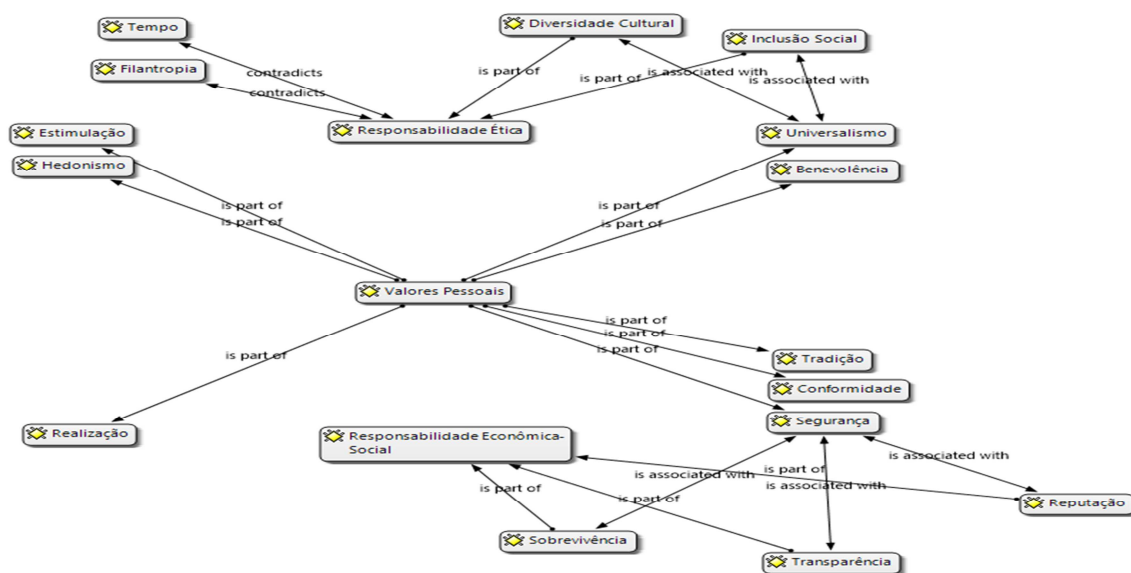 Tempo
Diversidade Cultural
Inclusão Social
Filantropia
contradicts
is part of
is part of
is associated with
is associated with
contradicts
Estimulação
Responsabilidade Ética
Universalismo
Hedonismo
Benevolência
is part of
is part of
is part of
is part of
Valores Pessoais
is part of
is part of
is part of
is part of
Tradição
Conformidade
Segurança
Realização
Responsabilidade Econômica-
Social
is associated with
is part of
is associated with
is part of
is associated with
is part of
Reputação
Sobrevivência
Transparência